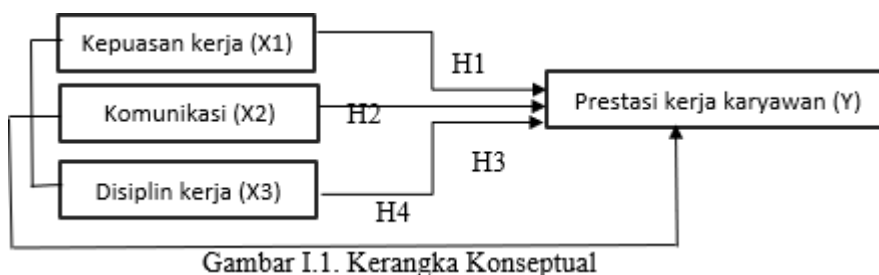 Kepuasan kerja (X1)
H1
Komunikasi (X2)
H2
Prestasi kerja karyawan (Y)
H3
Disiplin kerja (X3)
H4
Gambar I.1. Kerangka Konseptual